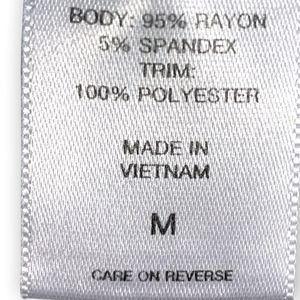 BODY: 95% RAYON
5% SPANDEX
TRIM:
100% POLYESTER
MADE IN
VIETNAM
M
CARE ON REVERSE